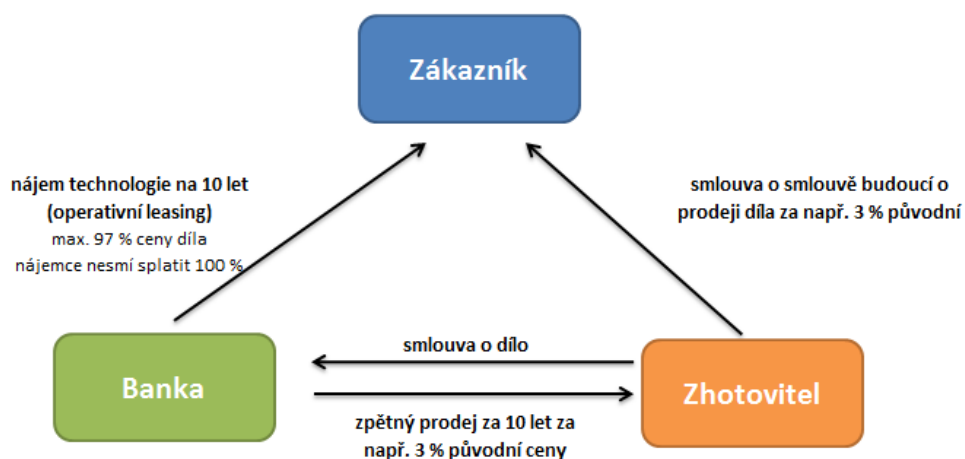 Zákazník
nájem technologie na 10 let
(operativní leasing)
max. 97 % ceny díla
nájemce nesmí splatit 100 %
smlouva o smlouvě budoucí o
prodeji díla za např. 3 % původní
smlouva o dílo
Banka
Zhotovitel
zpětný prodej za 10 let za
např. 3 % původní ceny